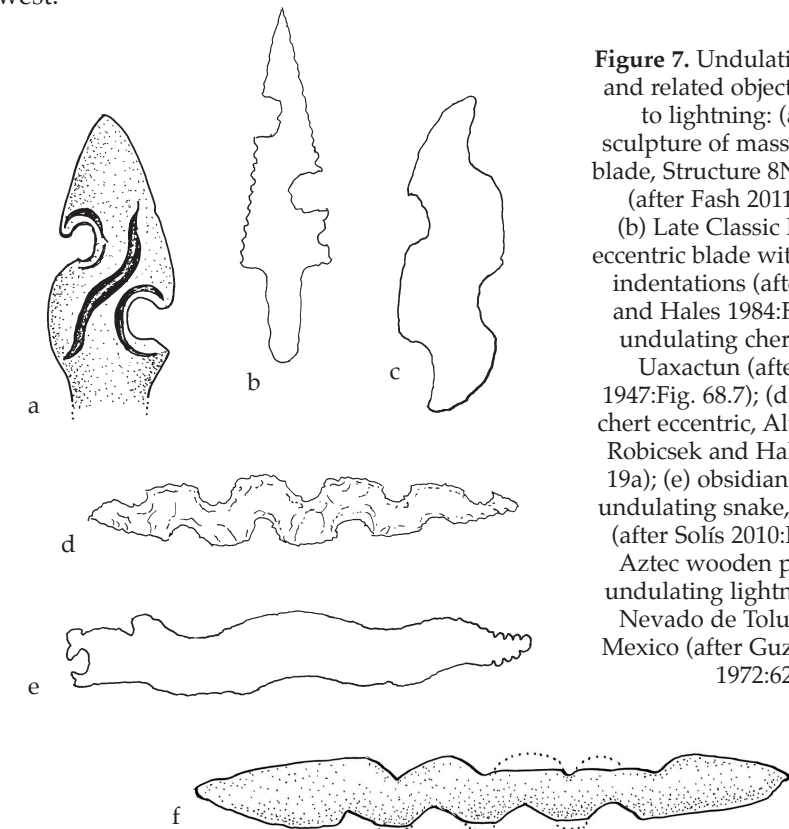 west.
Figure 7. Undulati
and related object
to lightning: (a
sculpture of mass
blade, Structure 8N
(after Fash 2011
(b) Late Classic
eccentric blade wit
indentations (afte
and Hales 1984:F
undulating cher
Uaxactun (afte
1947:Fig. 68.7); (d
chert eccentric, Al
Robicsek and Hal
19a); (e) obsidian
undulating snake,
(after Solís 2010:
Aztec wooden p
undulating lightn
Nevado de Tolu
Mexico (after Guz
1972:62
a
b
c
d
e
f